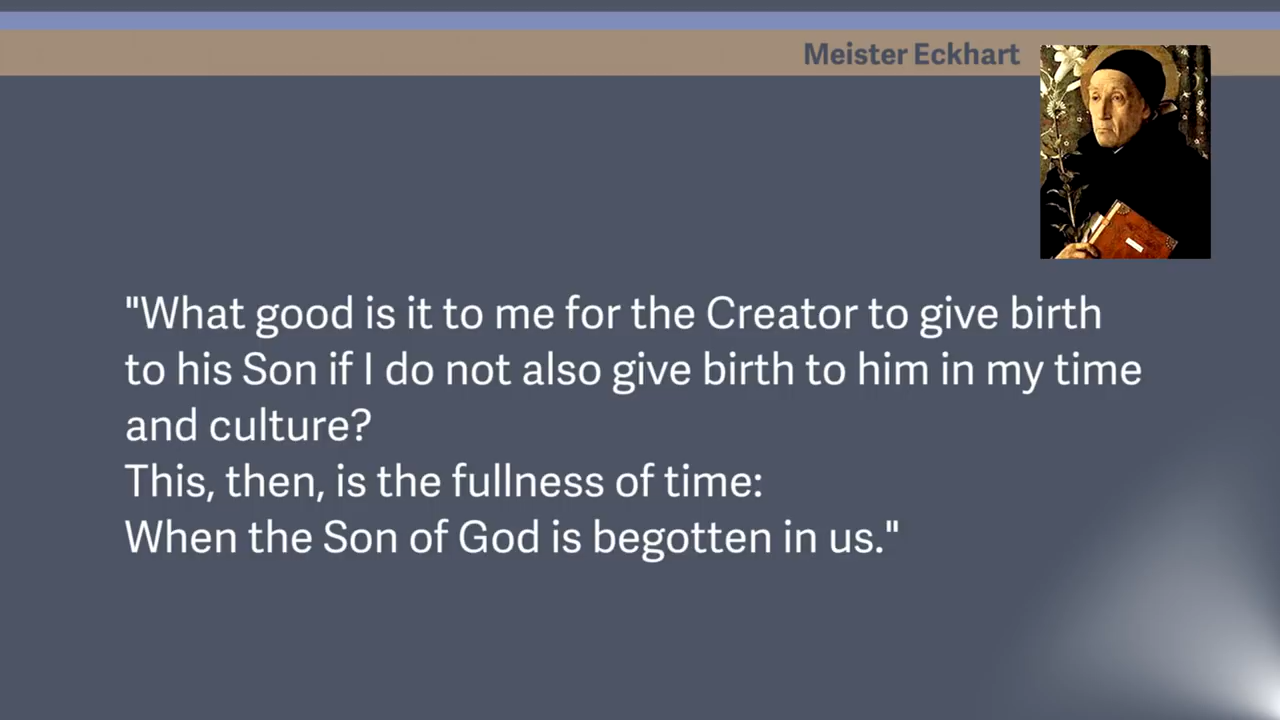 Meister Eckhart
"What good is it to me for the Creator to give birth
to his Son if I do not also give birth to him in my time
and culture?
This, then, is the fullness of time:
When the Son of God is begotten in us."